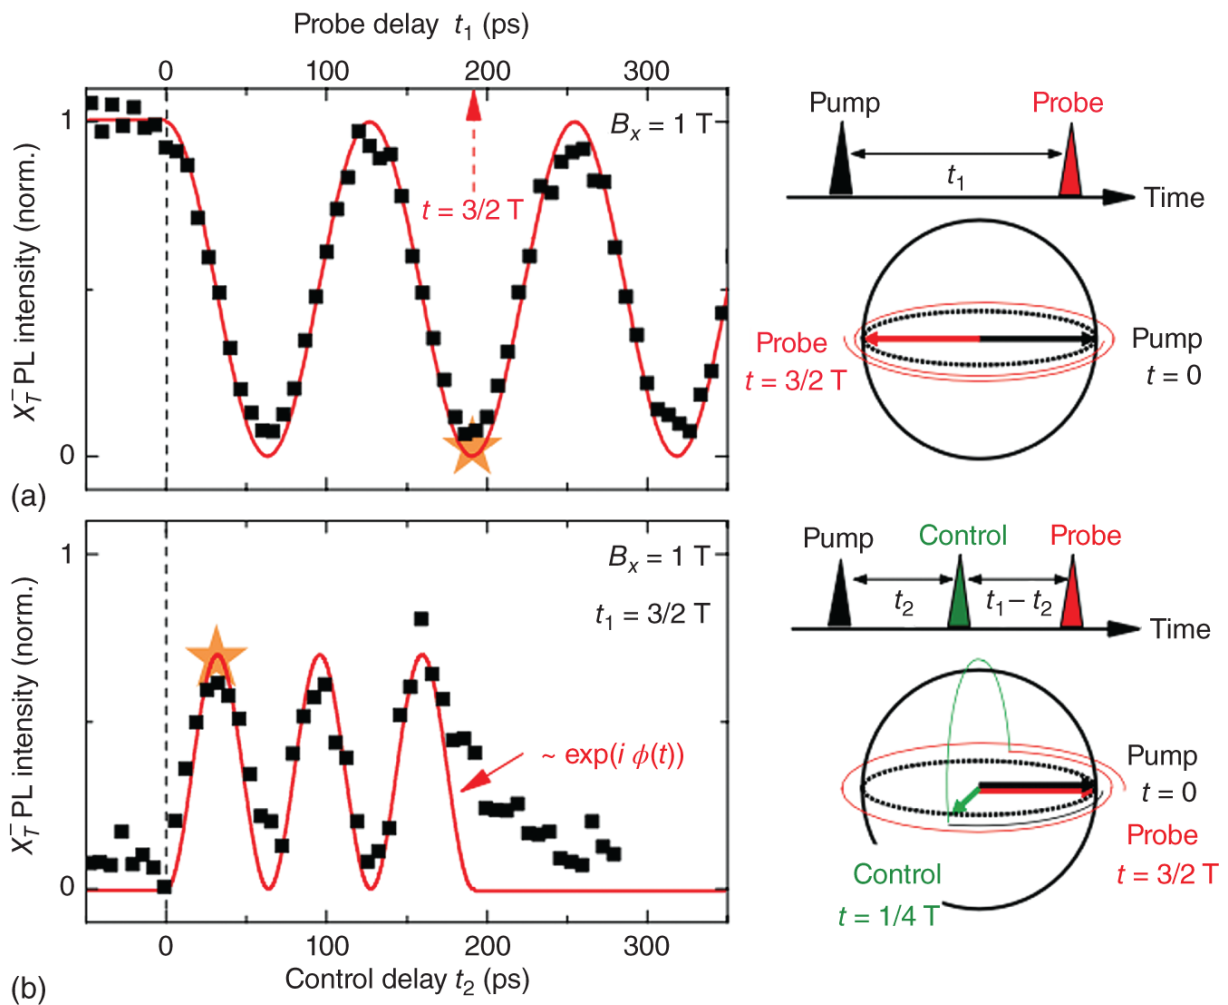 Probe delay t₁ (ps)
0 100 200 300
1
0
X_T^– PL intensity (norm.)
Bₓ = 1 T
t = 3/2 T
(a)
Pump
Probe
t₁
Time
Probe
t = 3/2 T
Pump
t = 0
1
0
X_T^– PL intensity (norm.)
Bₓ = 1 T
t₁ = 3/2 T
~ exp(i ϕ(t))
0 100 200 300
Control delay t₂ (ps)
(b)
Pump
Control
Probe
t₂
t₁ – t₂
Time
Pump
t = 0
Probe
t = 3/2 T
Control
t = 1/4 T